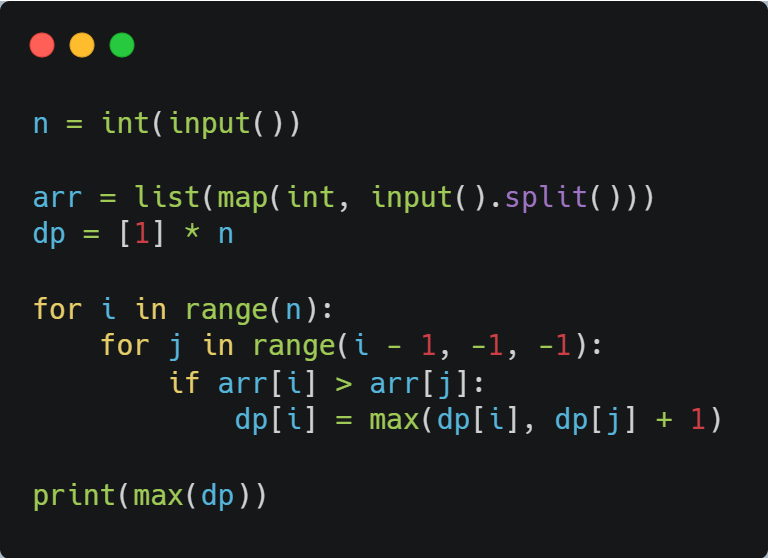 n = int(input())
arr = list(map(int, input().split()))
dp = [1] * n
for i in range(n):
    for j in range(i - 1, -1, -1):
        if arr[i] > arr[j]:
            dp[i] = max(dp[i], dp[j] + 1)
print(max(dp))